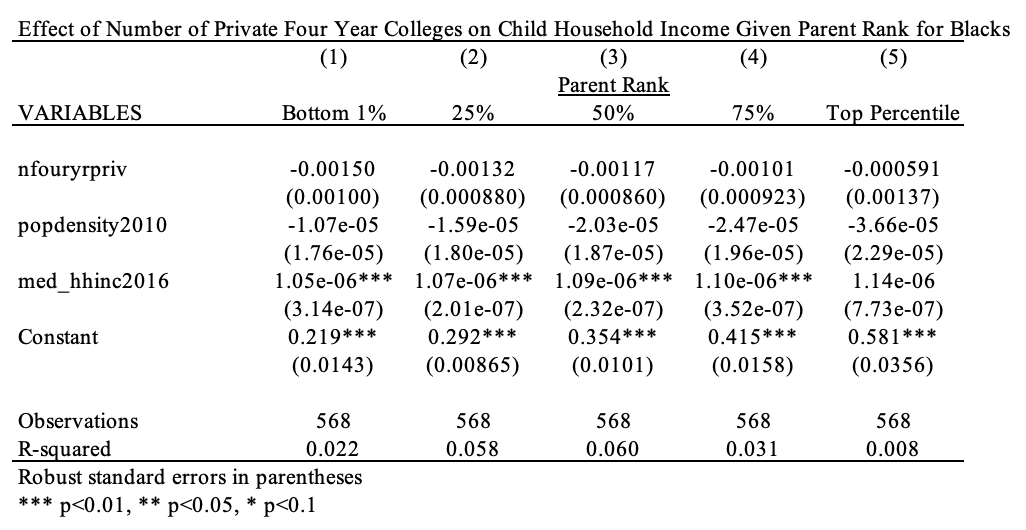 Effect of Number of Private Four Year Colleges on Child Household Income Given Parent Rank for Blacks
(1) (2) (3) (4) (5)
Parent Rank
VARIABLES Bottom 1% 25% 50% 75% Top Percentile
nfouryrpriv -0.00150 -0.00132 -0.00117 -0.00101 -0.000591
(0.00100) (0.000880) (0.000860) (0.000923) (0.00137)
popdensity2010 -1.07e-05 -1.59e-05 -2.03e-05 -2.47e-05 -3.66e-05
(1.76e-05) (1.80e-05) (1.87e-05) (1.96e-05) (2.29e-05)
med_hhinc2016 1.05e-06*** 1.07e-06*** 1.09e-06*** 1.10e-06*** 1.14e-06
(3.14e-07) (2.01e-07) (2.32e-07) (3.52e-07) (7.73e-07)
Constant 0.219*** 0.292*** 0.354*** 0.415*** 0.581***
(0.0143) (0.00865) (0.0101) (0.0158) (0.0356)
Observations 568 568 568 568 568
R-squared 0.022 0.058 0.060 0.031 0.008
Robust standard errors in parentheses
*** p<0.01, ** p<0.05, * p<0.1